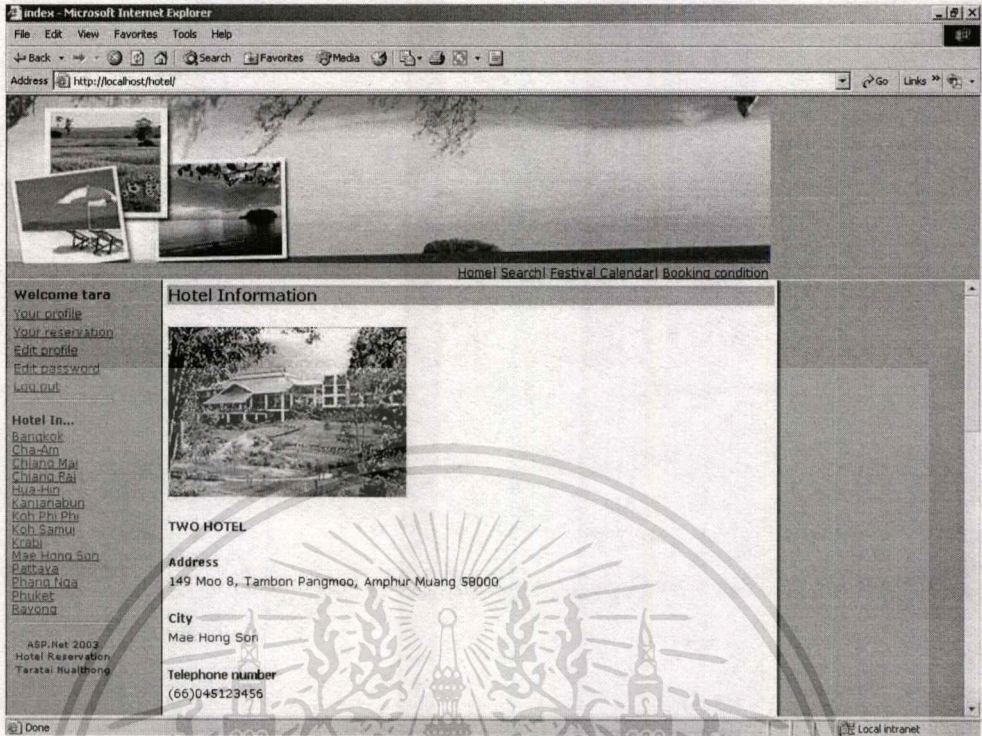 index - Microsoft Internet Explorer
File Edit View Favorites Tools Help
Back Search Favorites Media
Address http://localhost/hotel/ Go Links »
Home| Search| Festival Calendar| Booking condition
Welcome tara
Your profile
Your reservation
Edit profile
Edit password
Log out
Hotel In...
Bangkok
Cha-Am
Chiang Mai
Chiang Rai
Hua-Hin
Kanjanaburi
Koh Phi Phi
Koh Samui
Krabi
Mae Hong Son
Pattaya
Phang Nga
Phuket
Rayong
ASP.Net 2003
Hotel Reservation
Taratai Nualthong
Hotel Information
TWO HOTEL
Address
149 Moo 8, Tambon Pangmoo, Amphur Muang 58000
City
Mae Hong Son
Telephone number
(66)045123456
Done Local intranet